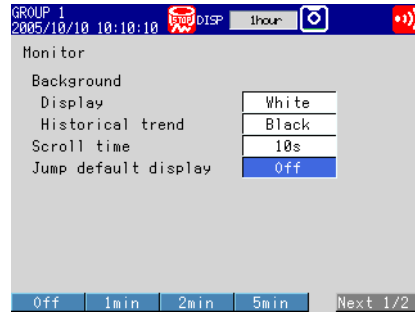 GROUP 1
2005/10/10 10:10:10 STOP DISP 1hour
Monitor
Background
Display White
Historical trend Black
Scroll time 10s
Jump default display Off
Off 1min 2min 5min Next 1/2